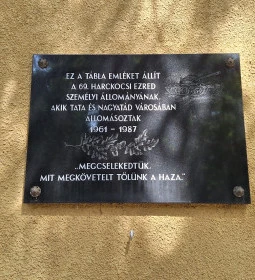 EZ A TÁBLA EMLÉKET ÁLLÍT
A 69. HARCKOCSI EZRED
SZEMÉLYI ÁLLOMÁNYÁNAK,
AKIK TATA ÉS NAGYATÁD VÁROSÁBAN
ÁLLOMÁSOZTAK
1961 - 1987
„MEGCSELEKEDTÜK,
MIT MEGKÖVETELT TŐLÜNK A HAZA."